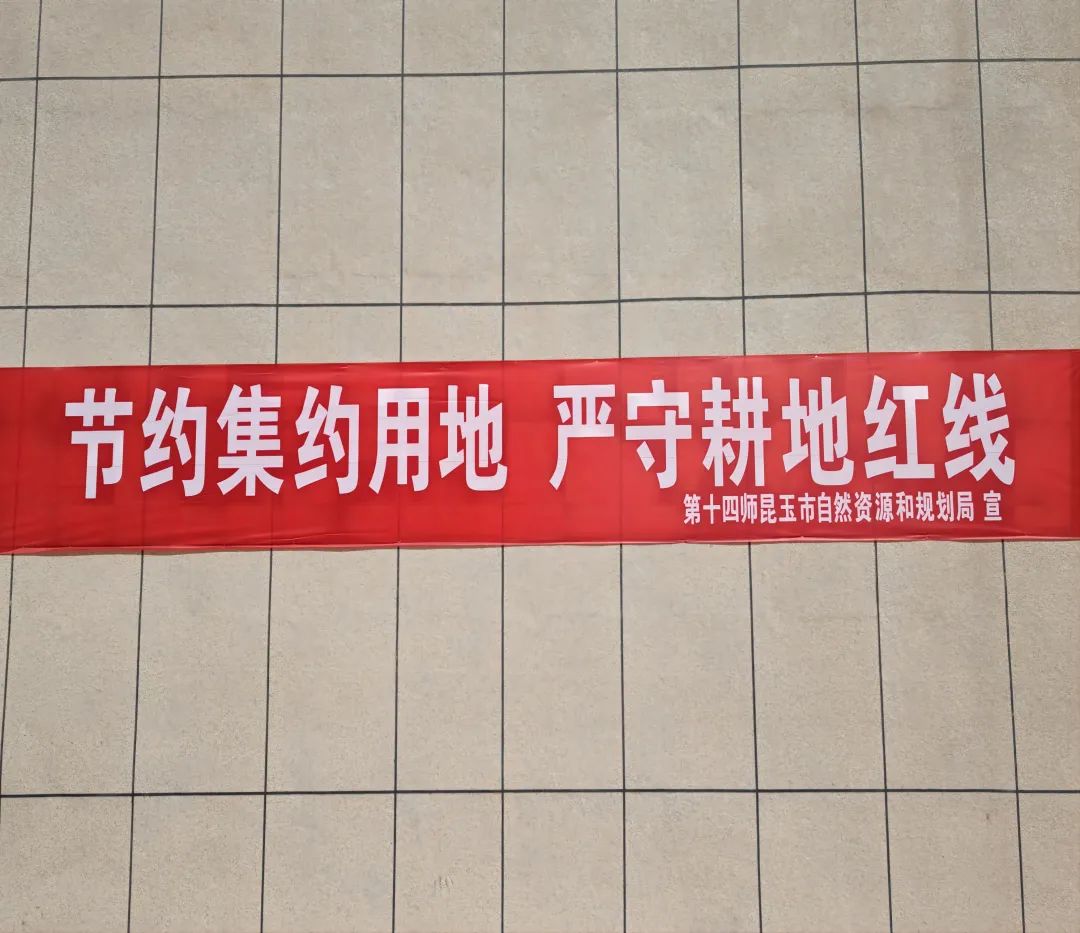 节约集约用地 严守耕地红线
第十四师昆玉市自然资源和规划局 宣